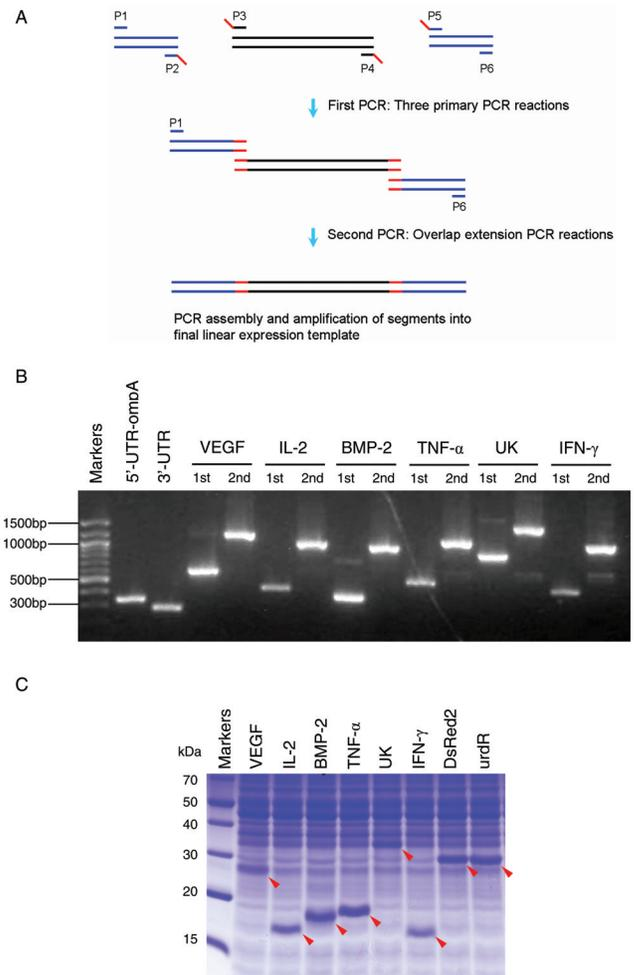 A
P1 P3 P5
P2 P4 P6
First PCR: Three primary PCR reactions
P1
P6
Second PCR: Overlap extension PCR reactions
PCR assembly and amplification of segments into
final linear expression template
B
Markers 5'-UTR-ompA 3'-UTR VEGF IL-2 BMP-2 TNF-α UK IFN-γ
1st 2nd 1st 2nd 1st 2nd 1st 2nd 1st 2nd 1st 2nd
1500bp
1000bp
500bp
300bp
C
kDa Markers VEGF IL-2 BMP-2 TNF-α UK IFN-γ DsRed2 urdR
70
50
40
30
20
15